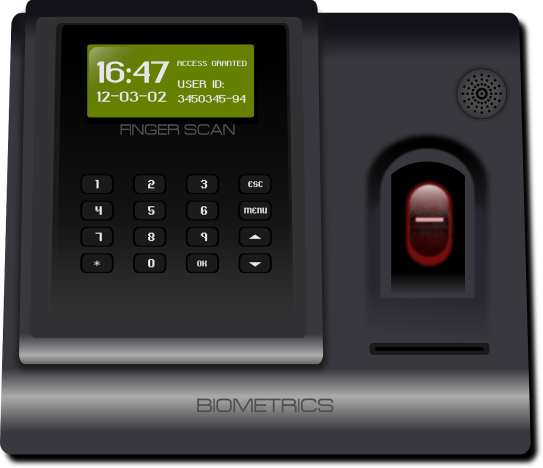 16:47
ACCESS GRANTED
USER ID:
12-03-02
3450345-94
FINGER SCAN
1 2 3 ESC
4 5 6 MENU
7 8 9
* 0 OK
BIOMETRICS